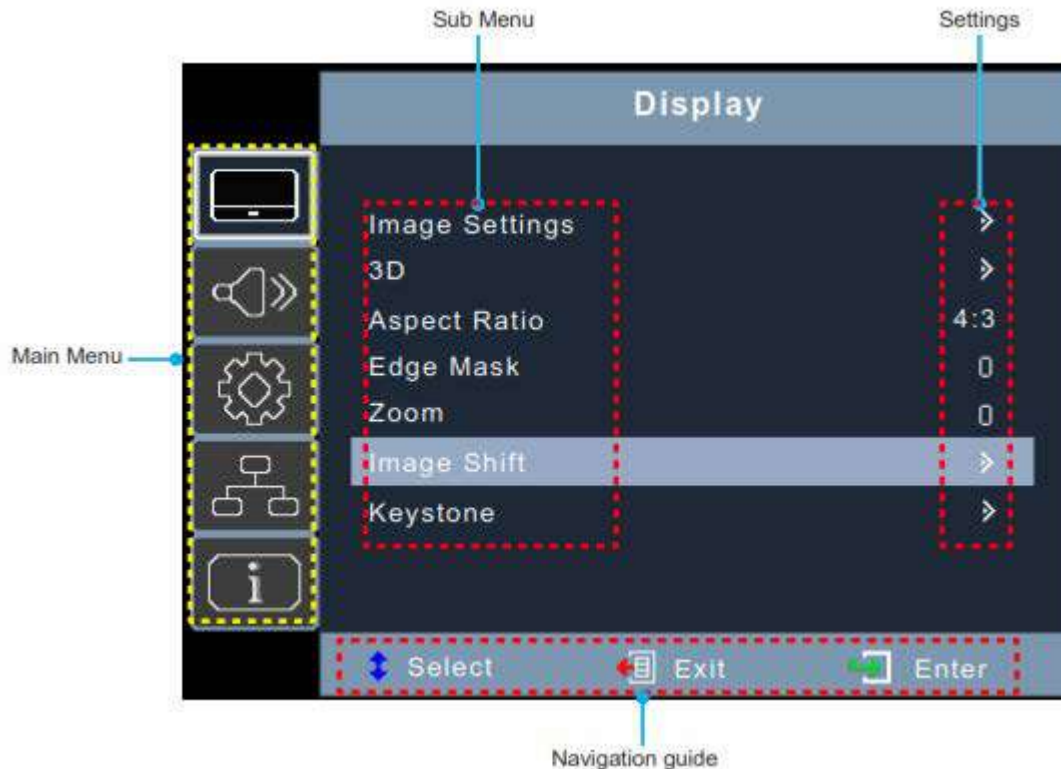 Sub Menu Settings
Display
Image Settings
3D
Aspect Ratio 4:3
Main Menu
Edge Mask 0
Zoom 0
Image Shift
Keystone
i
Select Exit Enter
Navigation guide